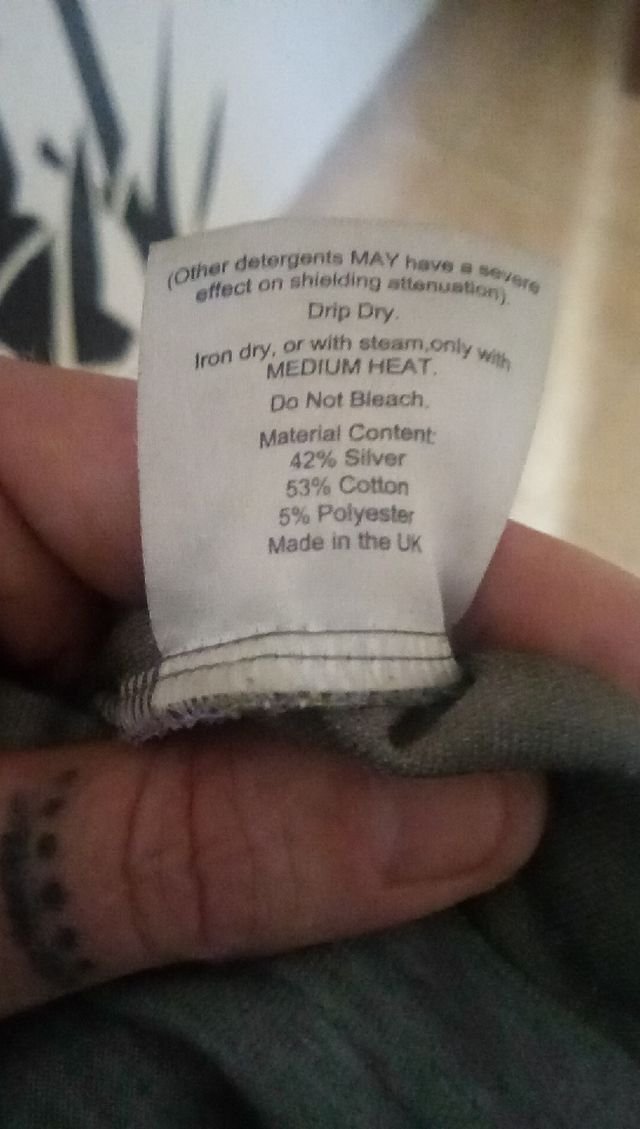 (Other detergents MAY have a severe
effect on shielding attenuation).
Drip Dry.
Iron dry, or with steam,only with
MEDIUM HEAT.
Do Not Bleach.
Material Content:
42% Silver
53% Cotton
5% Polyester
Made in the UK